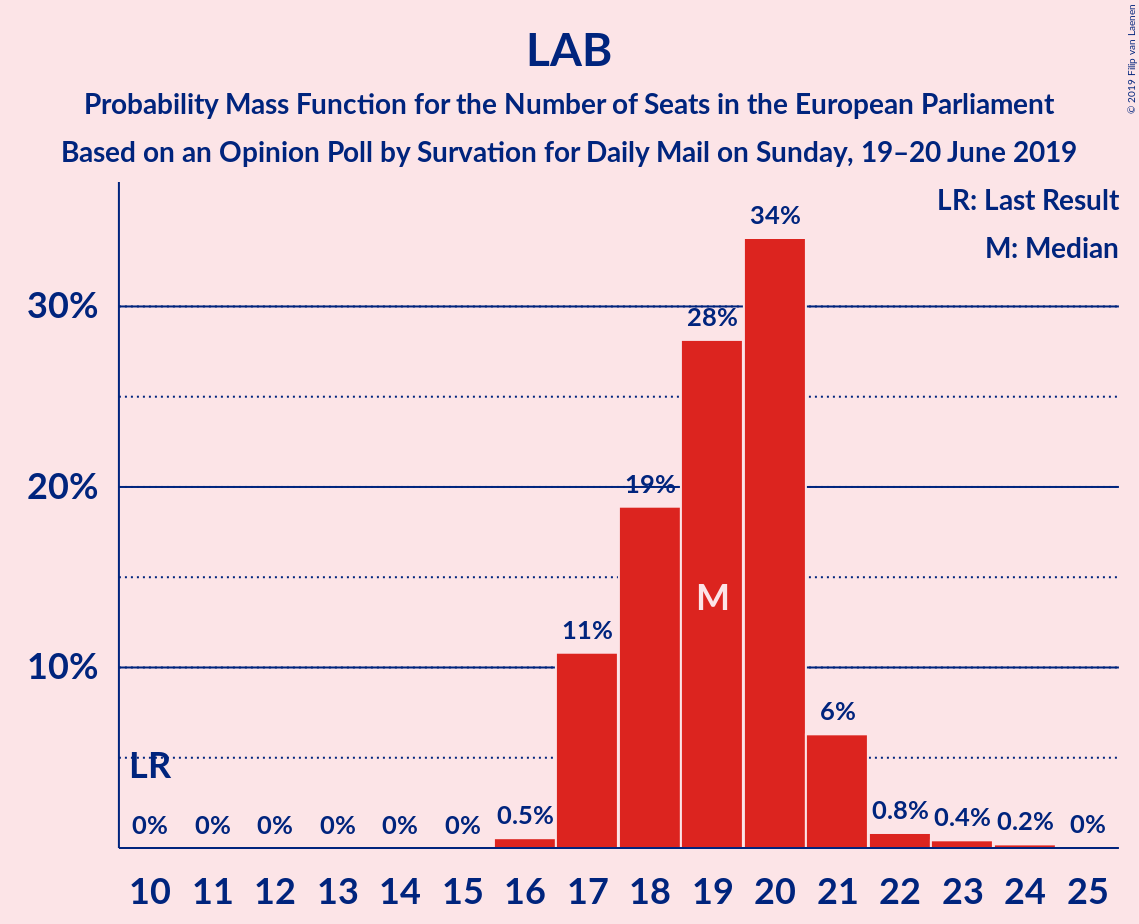 LAB
Probability Mass Function for the Number of Seats in the European Parliament
Based on an Opinion Poll by Survation for Daily Mail on Sunday, 19–20 June 2019
© 2019 Filip van Laenen
LR: Last Result
M: Median
34%
30%
28%
20%
19%
M
11%
10%
6%
LR
0% 0% 0% 0% 0% 0% 0.5% 0.8% 0.4% 0.2% 0%
10 11 12 13 14 15 16 17 18 19 20 21 22 23 24 25